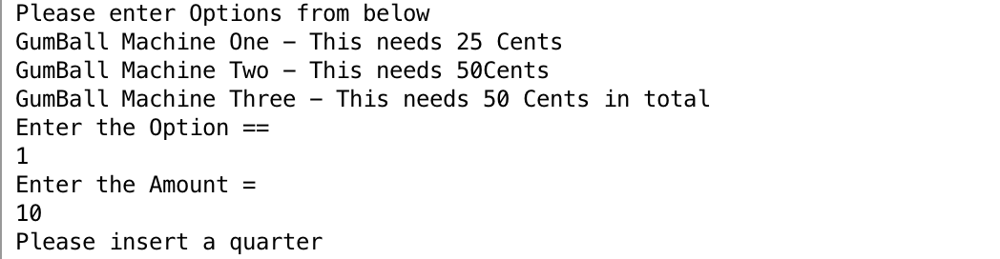 Please enter Options from below
GumBall Machine One – This needs 25 Cents
GumBall Machine Two – This needs 50Cents
GumBall Machine Three – This needs 50 Cents in total
Enter the Option ==
1
Enter the Amount =
10
Please insert a quarter